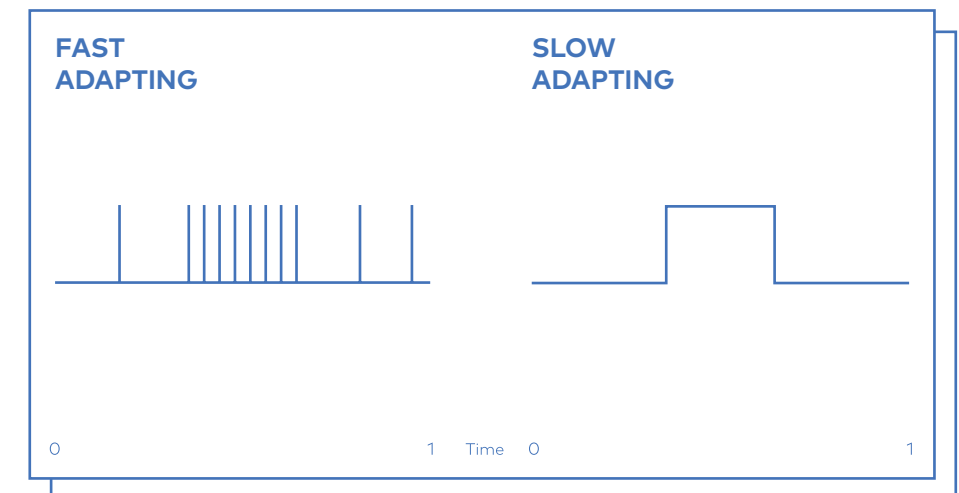 FAST
ADAPTING
SLOW
ADAPTING
0 1 Time 0 1